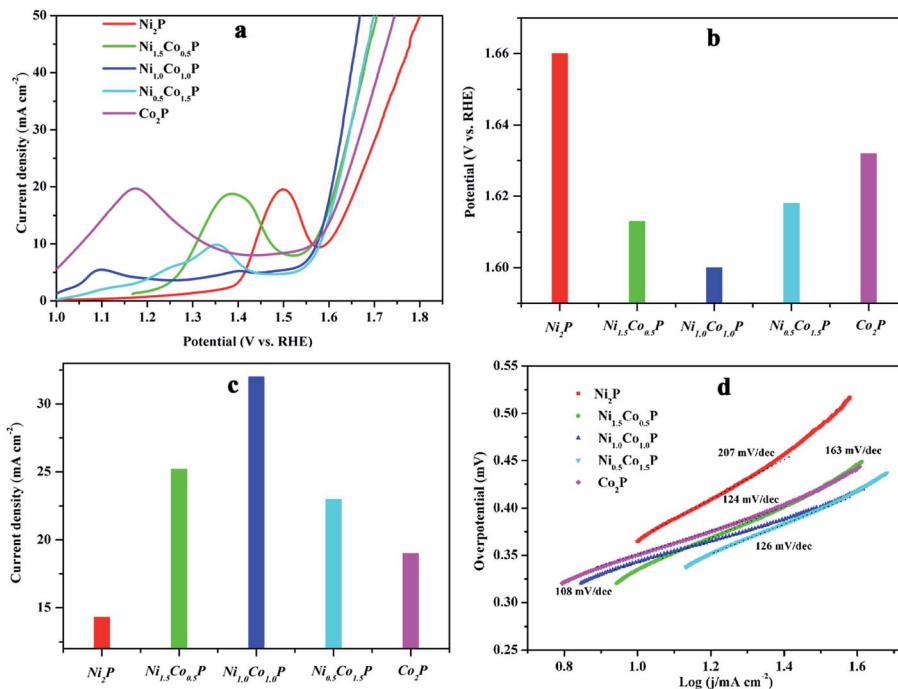 a
Ni2P
Ni1.5Co0.5P
Ni1.0Co1.0P
Ni0.5Co1.5P
Co2P
Current density (mA cm-2)
50
40
30
20
10
0
1.0 1.1 1.2 1.3 1.4 1.5 1.6 1.7 1.8
Potential (V vs. RHE)
b
Potential (V vs. RHE)
1.66
1.64
1.62
1.60
Ni2P Ni1.5Co0.5P Ni1.0Co1.0P Ni0.5Co1.5P Co2P
c
Current density (mA cm-2)
30
25
20
15
Ni2P Ni1.5Co0.5P Ni1.0Co1.0P Ni0.5Co1.5P Co2P
d
Ni2P
Ni1.5Co0.5P
Ni1.0Co1.0P
Ni0.5Co1.5P
Co2P
207 mV/dec
163 mV/dec
124 mV/dec
126 mV/dec
108 mV/dec
Overpotential (mV)
0.55
0.50
0.45
0.40
0.35
0.30
0.25
0.8 1.0 1.2 1.4 1.6
Log (j/mA cm-2)